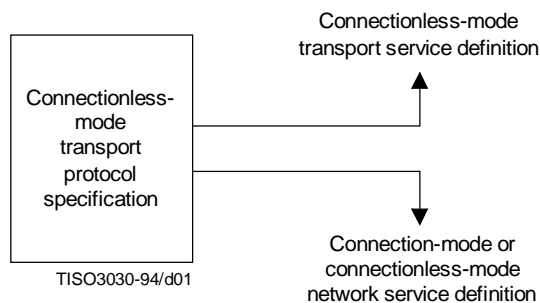 Connectionless-mode
transport service definition
Connectionless-
mode
transport
protocol
specification
TISO3030-94/d01
Connection-mode or
connectionless-mode
network service definition